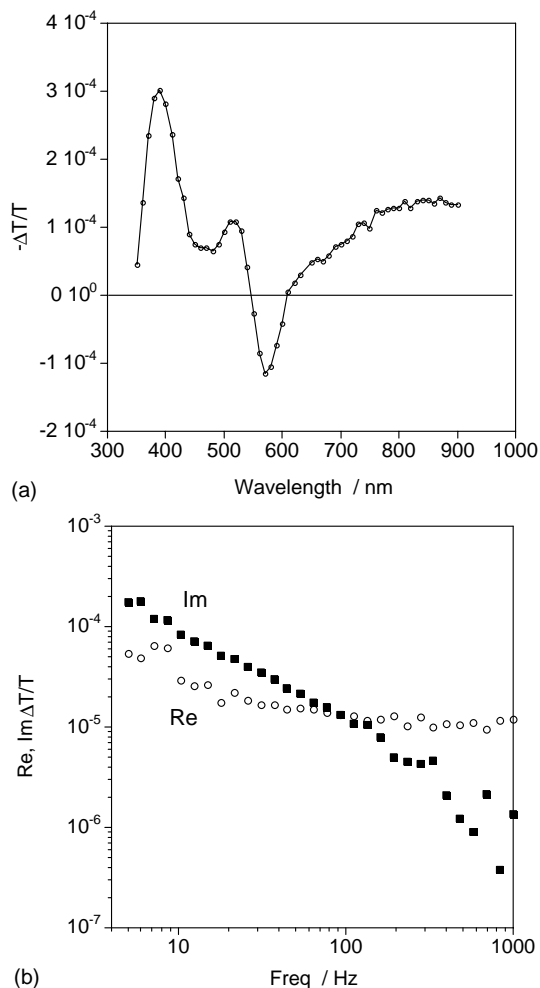 4 10⁻⁴
3 10⁻⁴
2 10⁻⁴
1 10⁻⁴
0 10⁰
-1 10⁻⁴
-2 10⁻⁴
-ΔT/T
300 400 500 600 700 800 900 1000
(a) Wavelength / nm
10⁻³
10⁻⁴
10⁻⁵
10⁻⁶
10⁻⁷
Re, Im ΔT/T
Im
Re
10 100 1000
(b) Freq / Hz